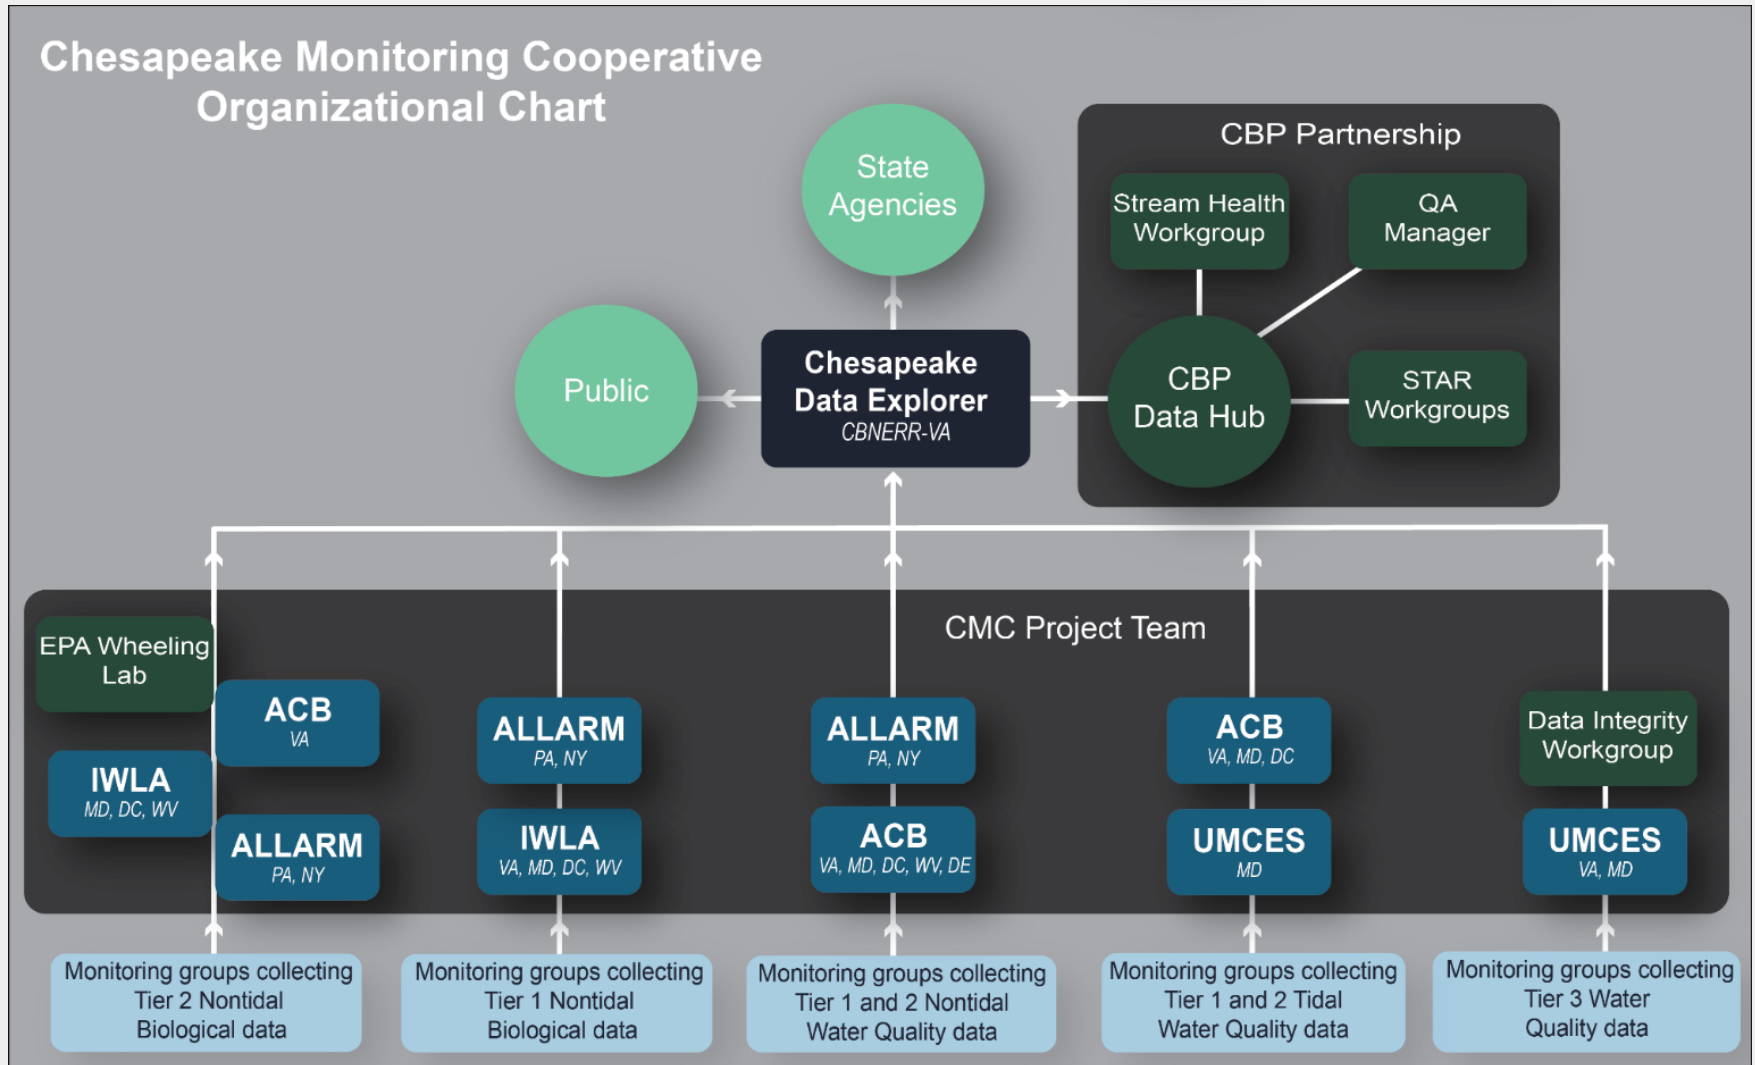 Chesapeake Monitoring Cooperative
Organizational Chart
State
Agencies
Public
Chesapeake
Data Explorer
CBNERR-VA
CBP Partnership
Stream Health
Workgroup
QA
Manager
CBP
Data Hub
STAR
Workgroups
CMC Project Team
EPA Wheeling
Lab
ACB
VA
IWLA
MD, DC, WV
ALLARM
PA, NY
ALLARM
PA, NY
IWLA
VA, MD, DC, WV
ALLARM
PA, NY
ACB
VA, MD, DC, WV, DE
ACB
VA, MD, DC
UMCES
MD
Data Integrity
Workgroup
UMCES
VA, MD
Monitoring groups collecting
Tier 2 Nontidal
Biological data
Monitoring groups collecting
Tier 1 Nontidal
Biological data
Monitoring groups collecting
Tier 1 and 2 Nontidal
Water Quality data
Monitoring groups collecting
Tier 1 and 2 Tidal
Water Quality data
Monitoring groups collecting
Tier 3 Water
Quality data